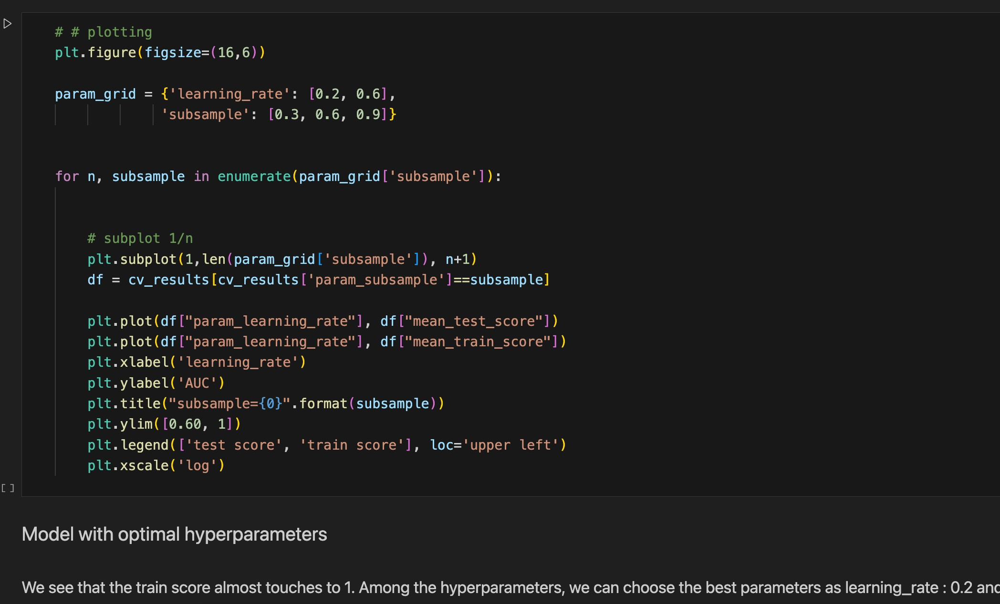 # # plotting
plt.figure(figsize=(16,6))
param_grid = {'learning_rate': [0.2, 0.6],
'subsample': [0.3, 0.6, 0.9]}
for n, subsample in enumerate(param_grid['subsample']):
# subplot 1/n
plt.subplot(1,len(param_grid['subsample']), n+1)
df = cv_results[cv_results['param_subsample']==subsample]
plt.plot(df["param_learning_rate"], df["mean_test_score"])
plt.plot(df["param_learning_rate"], df["mean_train_score"])
plt.xlabel('learning_rate')
plt.ylabel('AUC')
plt.title("subsample={0}".format(subsample))
plt.ylim([0.60, 1])
plt.legend(['test score', 'train score'], loc='upper left')
plt.xscale('log')
[ ]
Model with optimal hyperparameters
We see that the train score almost touches to 1. Among the hyperparameters, we can choose the best parameters as learning_rate : 0.2 and